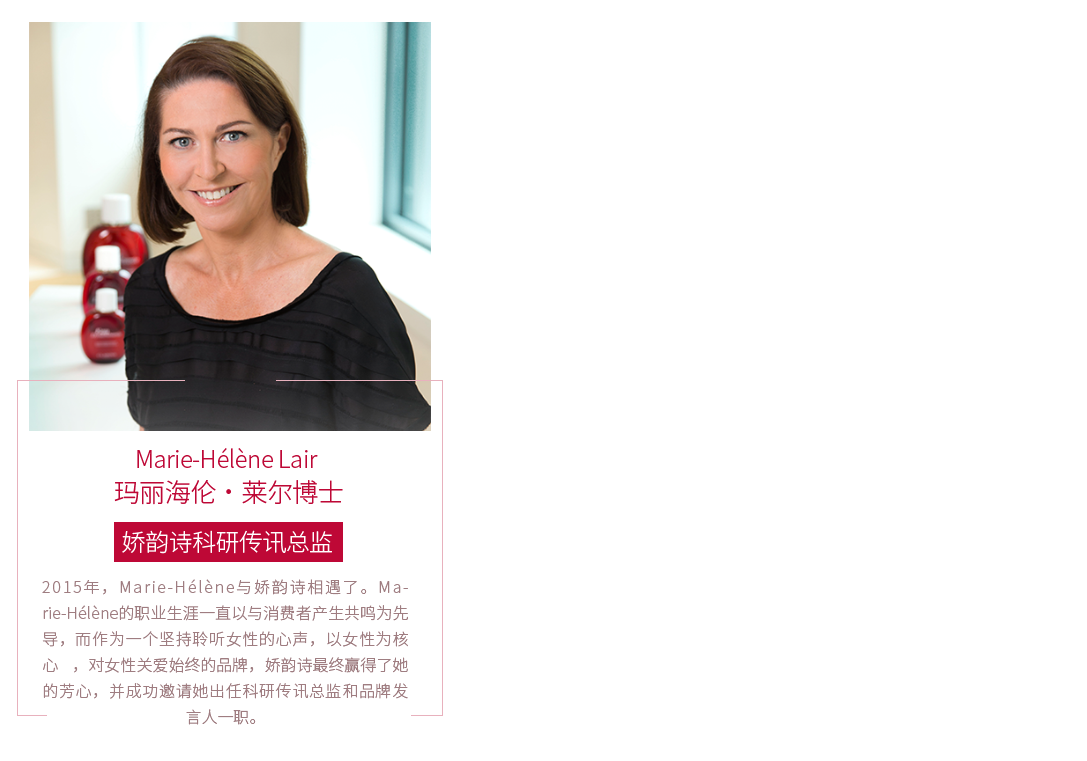 Marie-Hélène Lair
玛丽海伦・莱尔博士
娇韵诗科研传讯总监
2015年，Marie-Hélène与娇韵诗相遇了。Ma-
rie-Hélène的职业生涯一直以与消费者产生共鸣为先
导，而作为一个坚持聆听女性的心声，以女性为核
心　，对女性关爱始终的品牌，娇韵诗最终赢得了她
的芳心，并成功邀请她出任科研传讯总监和品牌发
言人一职。